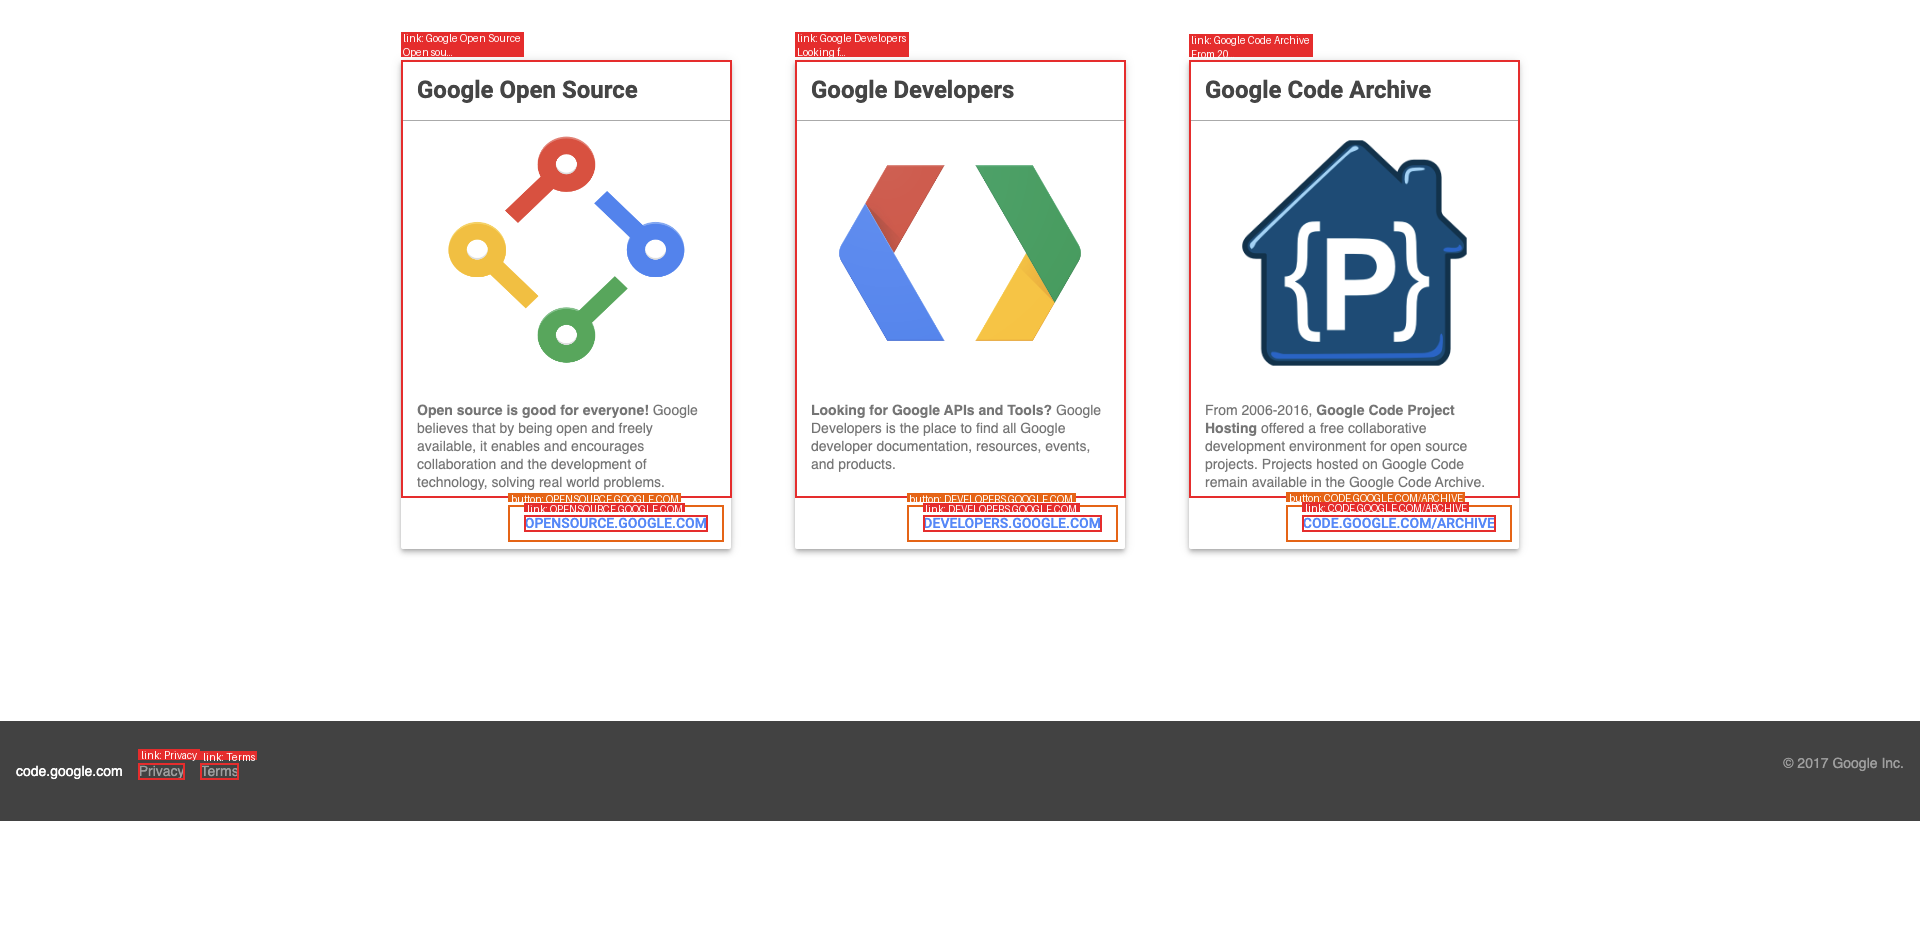 link: Google Open Source
Open sou...
Google Open Source
Open source is good for everyone! Google
believes that by being open and freely
available, it enables and encourages
collaboration and the development of
technology, solving real world problems.
button: OPENSOURCE.GOOGLE.COM
link: OPENSOURCE.GOOGLE.COM
OPENSOURCE.GOOGLE.COM
link: Google Developers
Looking f...
Google Developers
Looking for Google APIs and Tools? Google
Developers is the place to find all Google
developer documentation, resources, events,
and products.
button: DEVELOPERS.GOOGLE.COM
link: DEVELOPERS.GOOGLE.COM
DEVELOPERS.GOOGLE.COM
link: Google Code Archive
From 20
Google Code Archive
{P}
From 2006-2016, Google Code Project
Hosting offered a free collaborative
development environment for open source
projects. Projects hosted on Google Code
remain available in the Google Code Archive.
button: CODE.GOOGLE.COM/ARCHIVE
link: CODE.GOOGLE.COM/ARCHIVE
CODE.GOOGLE.COM/ARCHIVE
link: Privacy link: Terms
code.google.com Privacy Terms
© 2017 Google Inc.